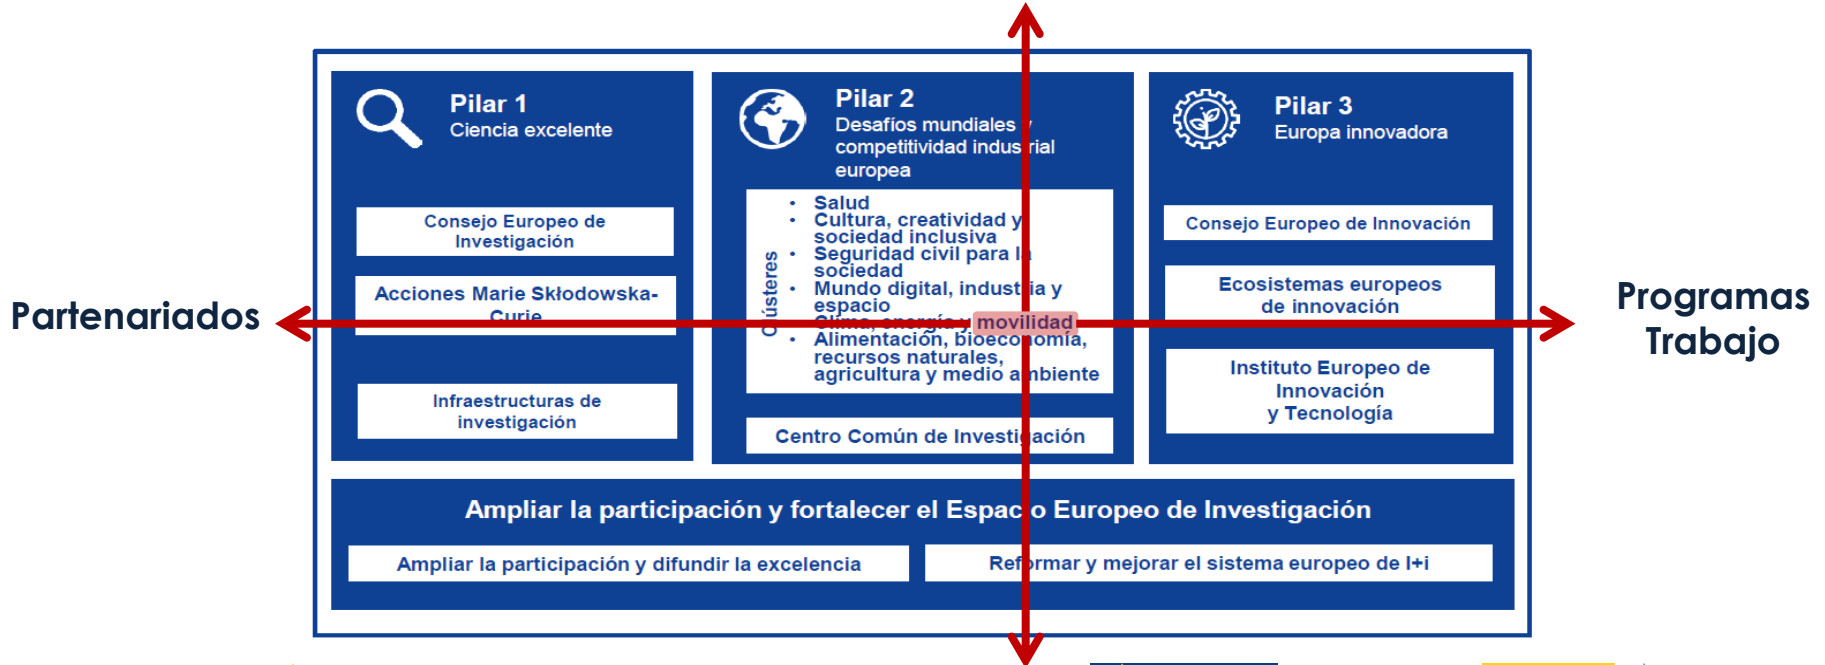 Partenariados
Pilar 1
Ciencia excelente
Consejo Europeo de
Investigación
Acciones Marie Skłodowska-
Curie
Infraestructuras de
investigación
Pilar 2
Desafíos mundiales y
competitividad industrial
europea
Clústeres
• Salud
• Cultura, creatividad y
sociedad inclusiva
• Seguridad civil para la
sociedad
• Mundo digital, industria y
espacio
Clima, energía y movilidad
• Alimentación, bioeconomía,
recursos naturales,
agricultura y medio ambiente
Centro Común de Investigación
Pilar 3
Europa innovadora
Consejo Europeo de Innovación
Ecosistemas europeos
de innovación
Instituto Europeo de
Innovación
y Tecnología
Programas
Trabajo
Ampliar la participación y fortalecer el Espacio Europeo de Investigación
Ampliar la participación y difundir la excelencia
Reformar y mejorar el sistema europeo de I+i